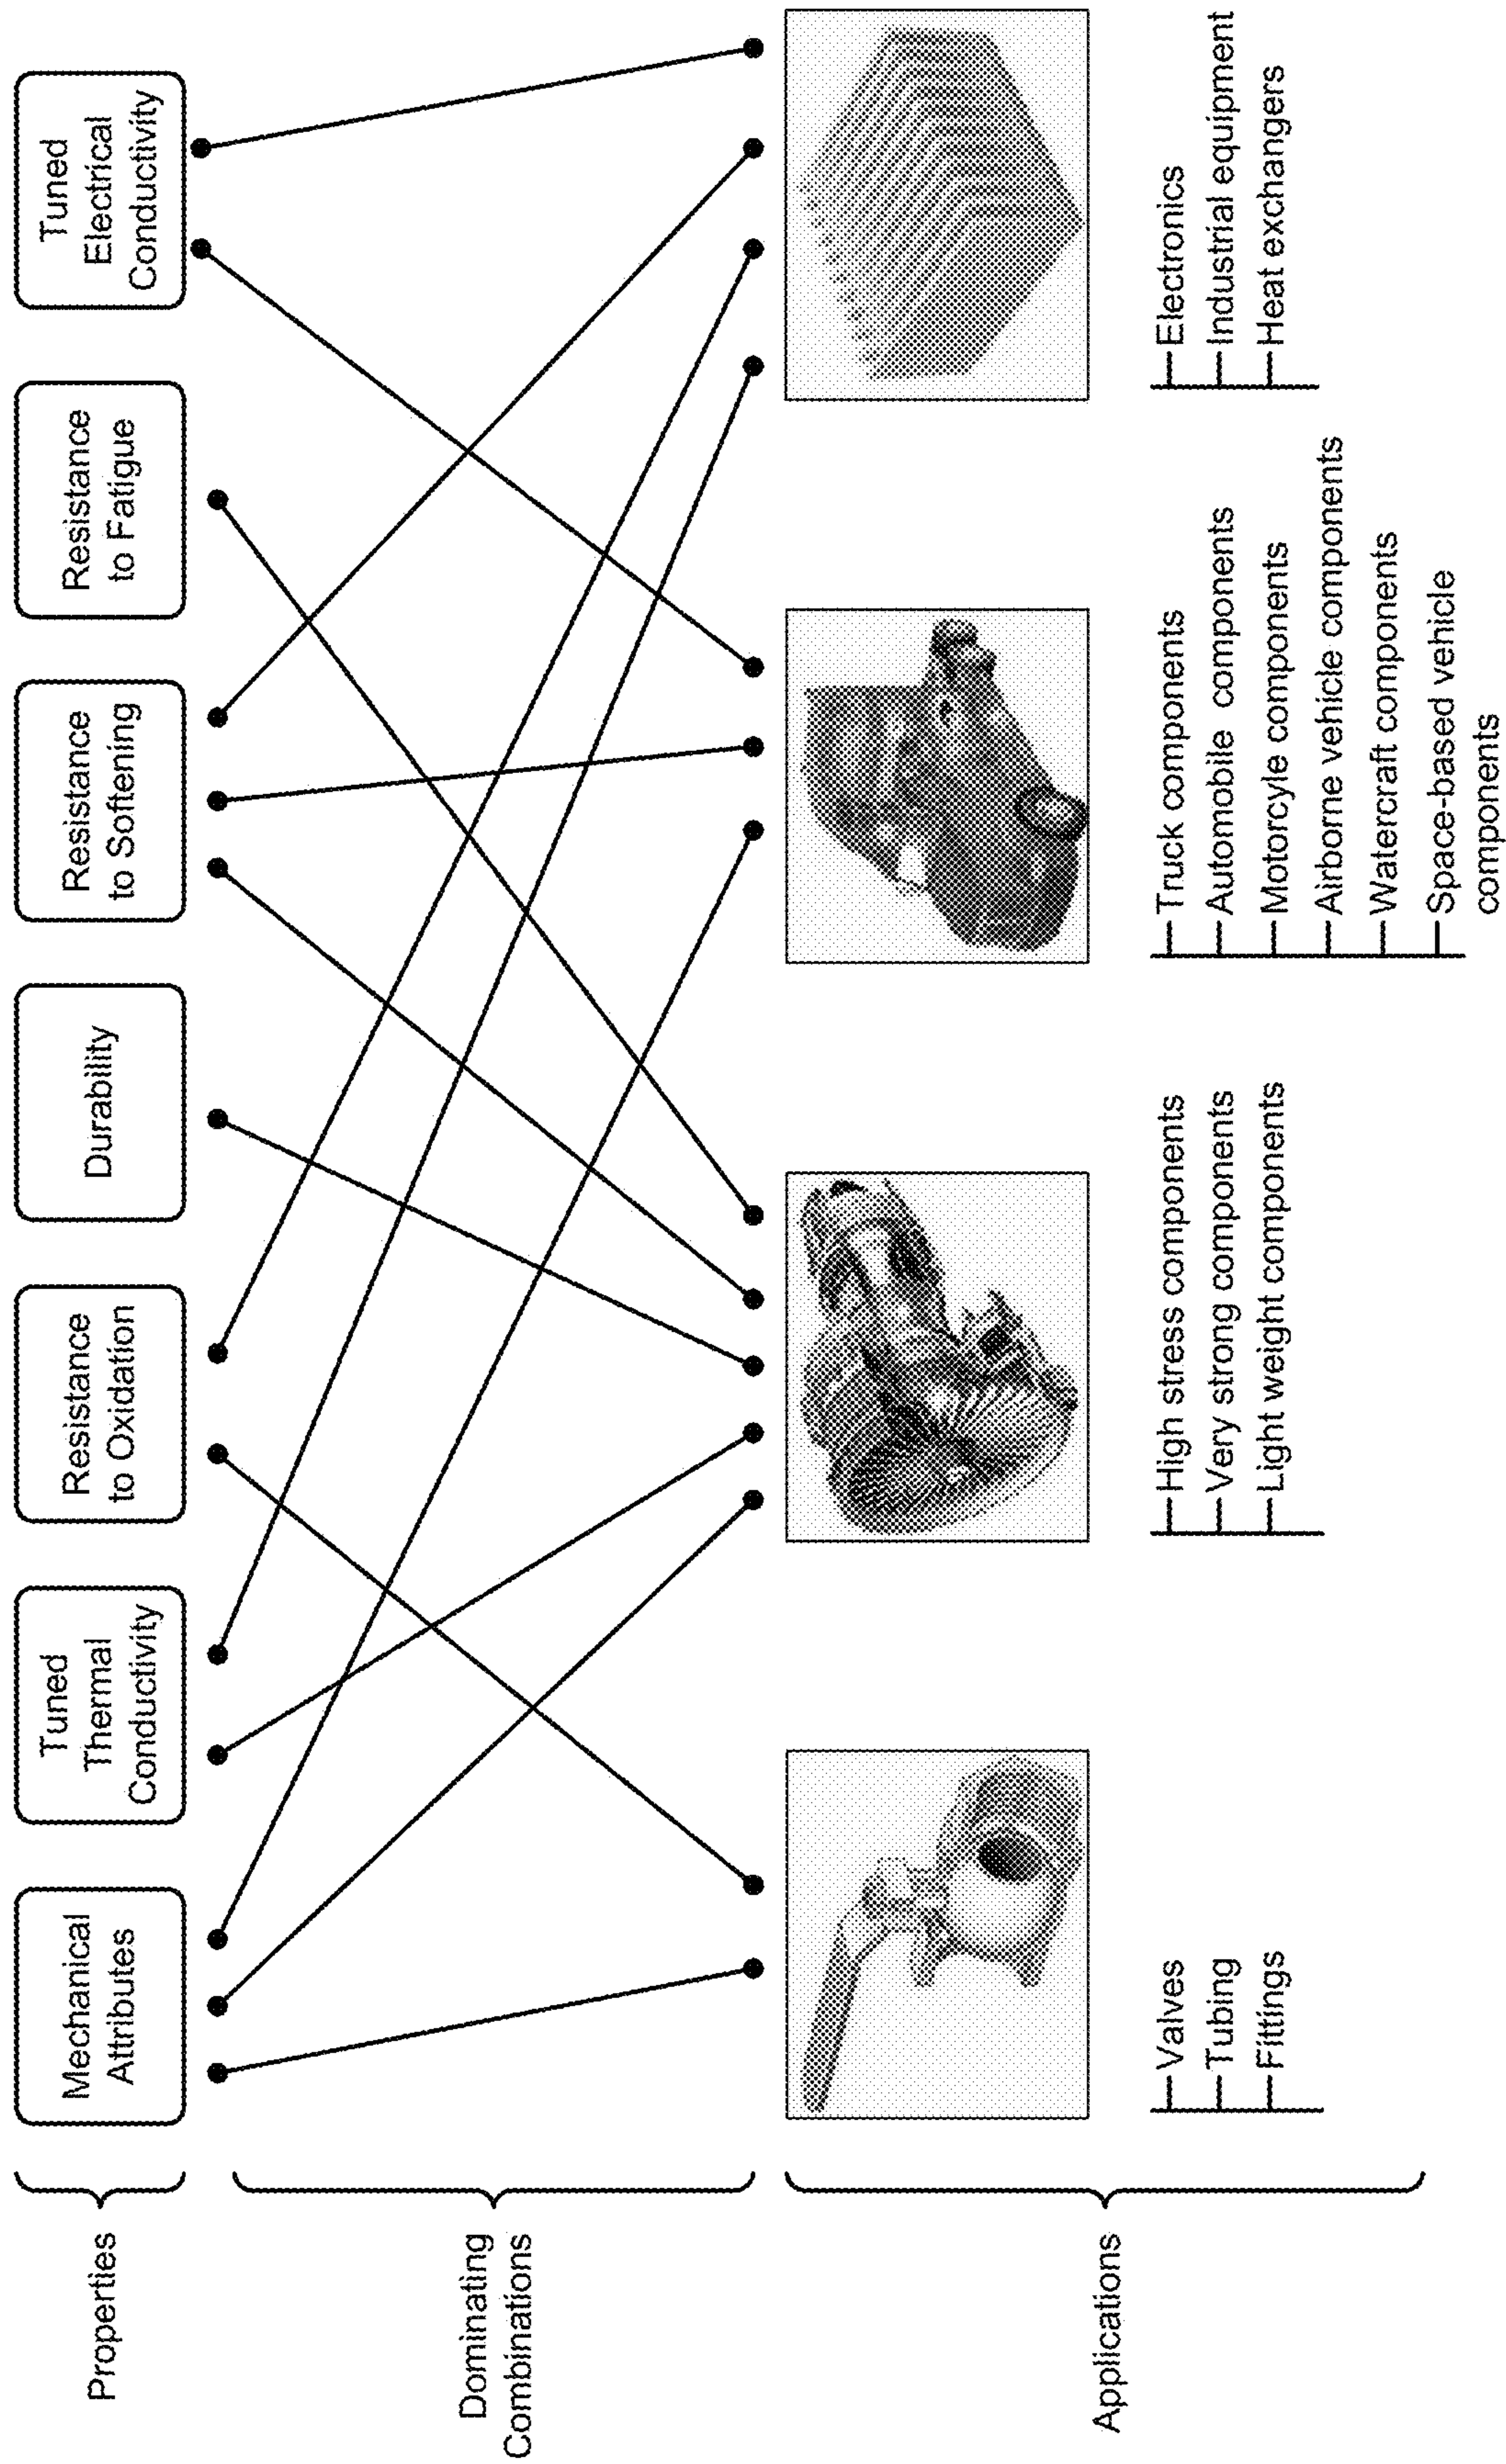 Properties
Mechanical
Attributes
Tuned
Thermal
Conductivity
Resistance
to Oxidation
Durability
Resistance
to Softening
Resistance
to Fatigue
Tuned
Electrical
Conductivity
Dominating
Combinations
Applications
Valves
Tubing
Fittings
High stress components
Very strong components
Light weight components
Truck components
Automobile components
Motorcyle components
Airborne vehicle components
Watercraft components
Space-based vehicle
components
Electronics
Industrial equipment
Heat exchangers